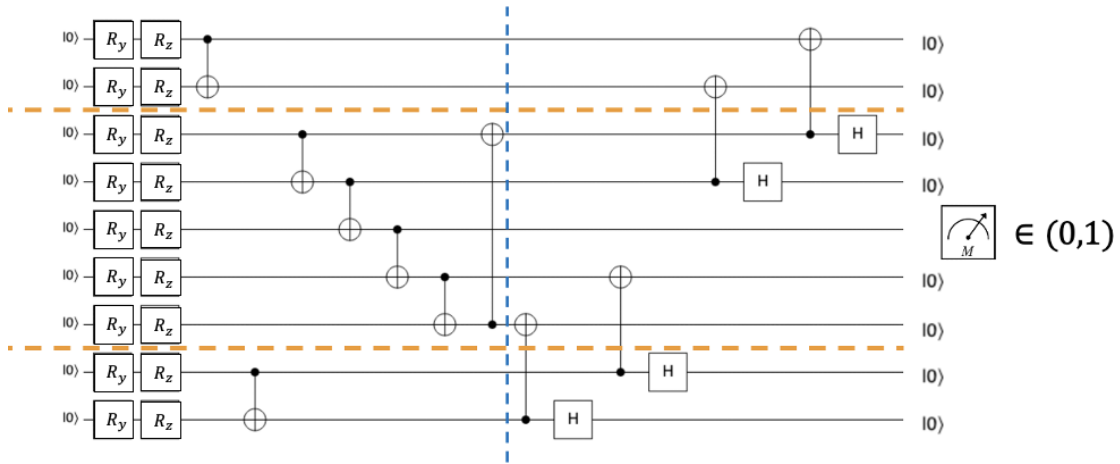 |0⟩ R_y R_z |0⟩
|0⟩ R_y R_z |0⟩
|0⟩ R_y R_z H |0⟩
|0⟩ R_y R_z H |0⟩
|0⟩ R_y R_z M ∈ (0,1)
|0⟩ R_y R_z |0⟩
|0⟩ R_y R_z |0⟩
|0⟩ R_y R_z H |0⟩
|0⟩ R_y R_z H |0⟩